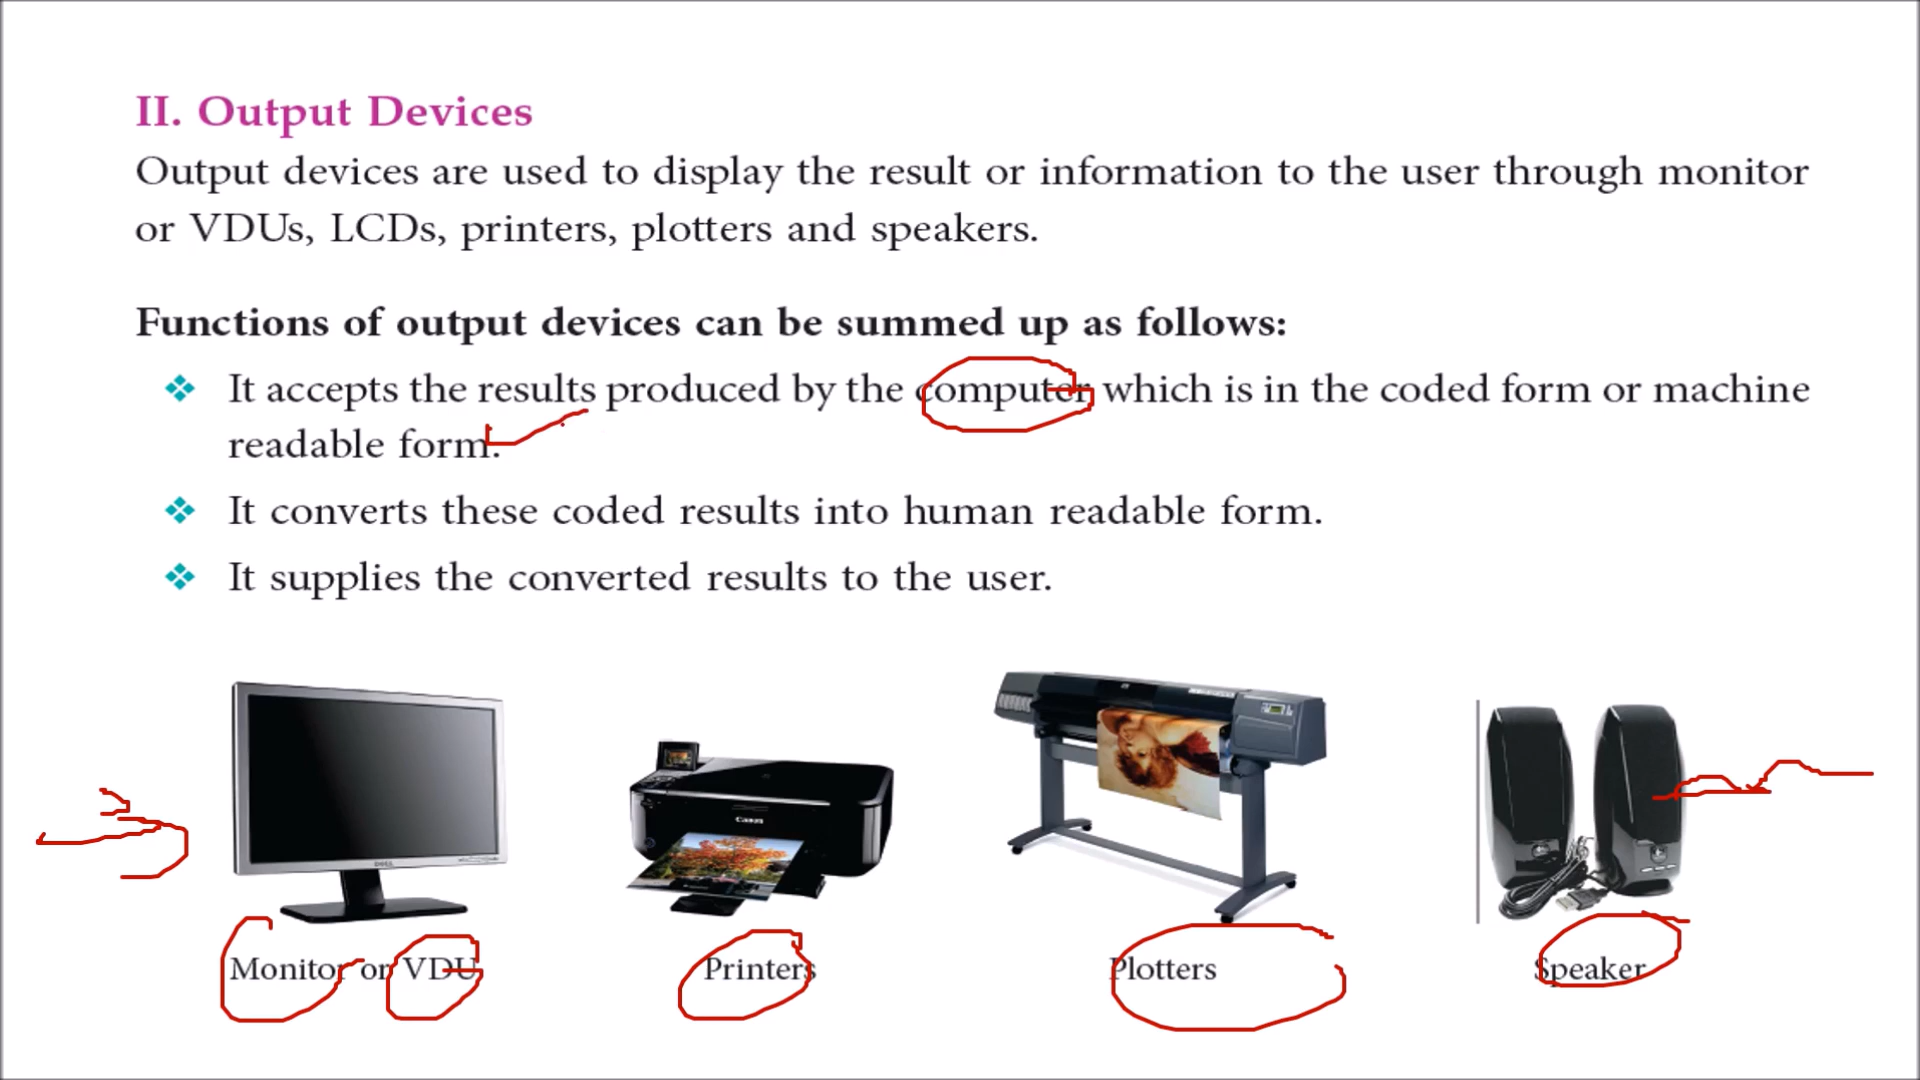 II. Output Devices
Output devices are used to display the result or information to the user through monitor
or VDUs, LCDs, printers, plotters and speakers.
Functions of output devices can be summed up as follows:
It accepts the results produced by the computer which is in the coded form or machine
readable form.
It converts these coded results into human readable form.
It supplies the converted results to the user.
DELL
Canon
Monitor or VDU
Printers
Plotters
Speaker